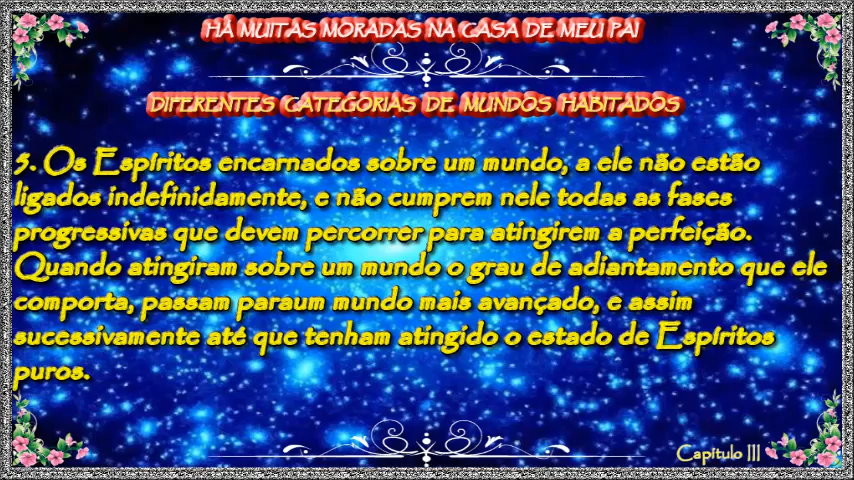 HÁ MUITAS MORADAS NA CASA DE MEU PAI
DIFERENTES CATEGORIAS DE MUNDOS HABITADOS
5. Os Espíritos encarnados sobre um mundo, a ele não estão
ligados indefinidamente, e não cumprem nele todas as fases
progressivas que devem percorrer para atingirem a perfeição.
Quando atingiram sobre um mundo o grau de adiantamento que ele
comporta, passam paraum mundo mais avançado, e assim
sucessivamente até que tenham atingido o estado de Espíritos
puros.
Capítulo III